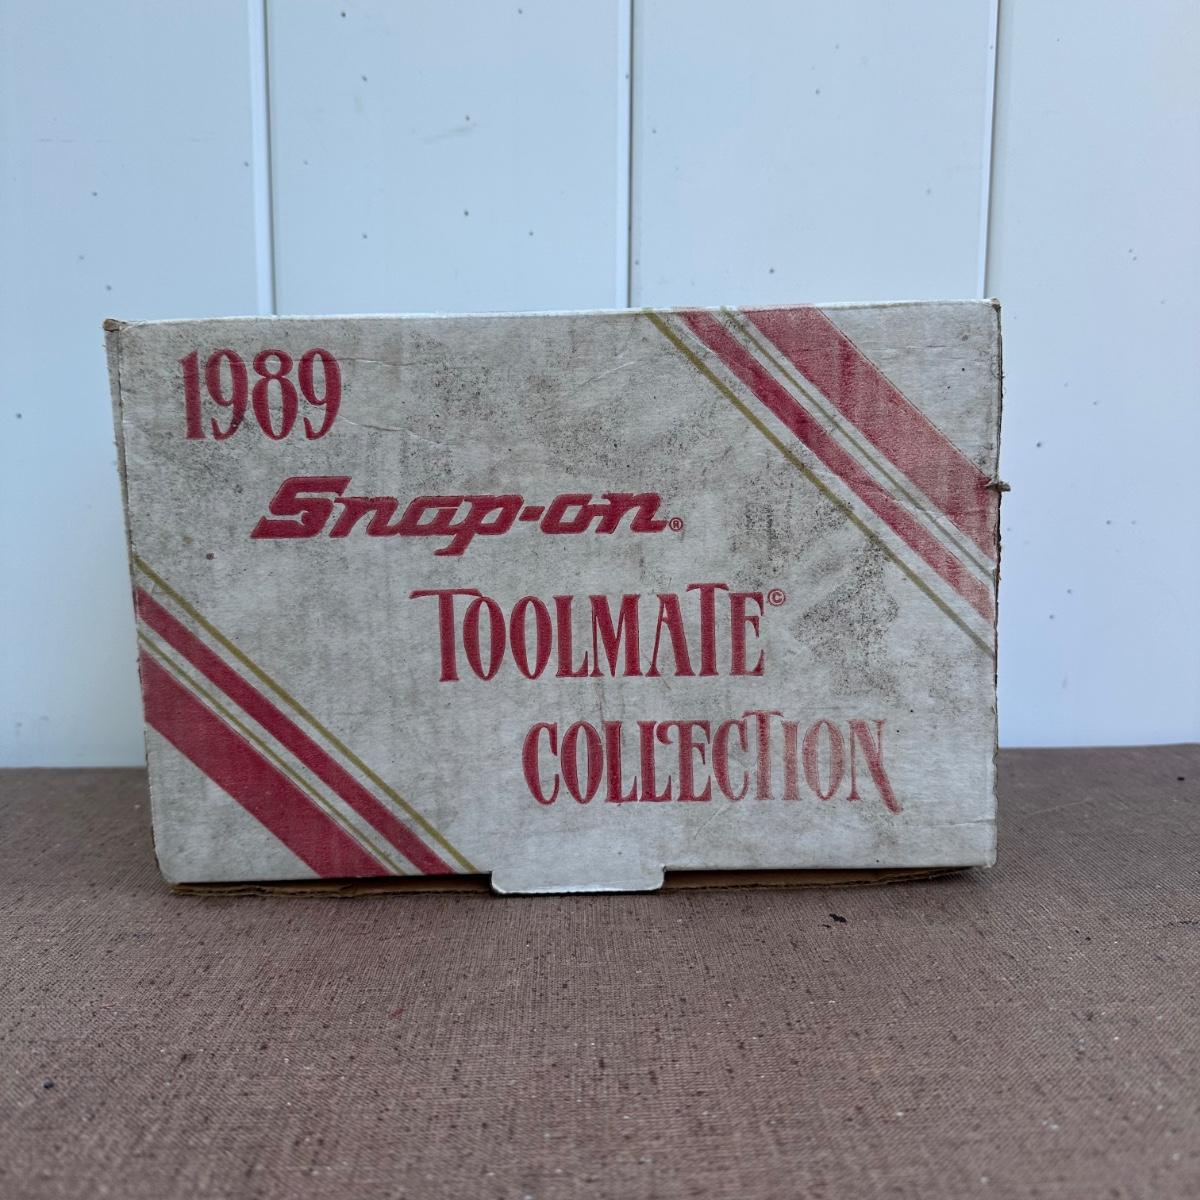 1989
Snap-on®
TOOLMATE©
COLLECTION